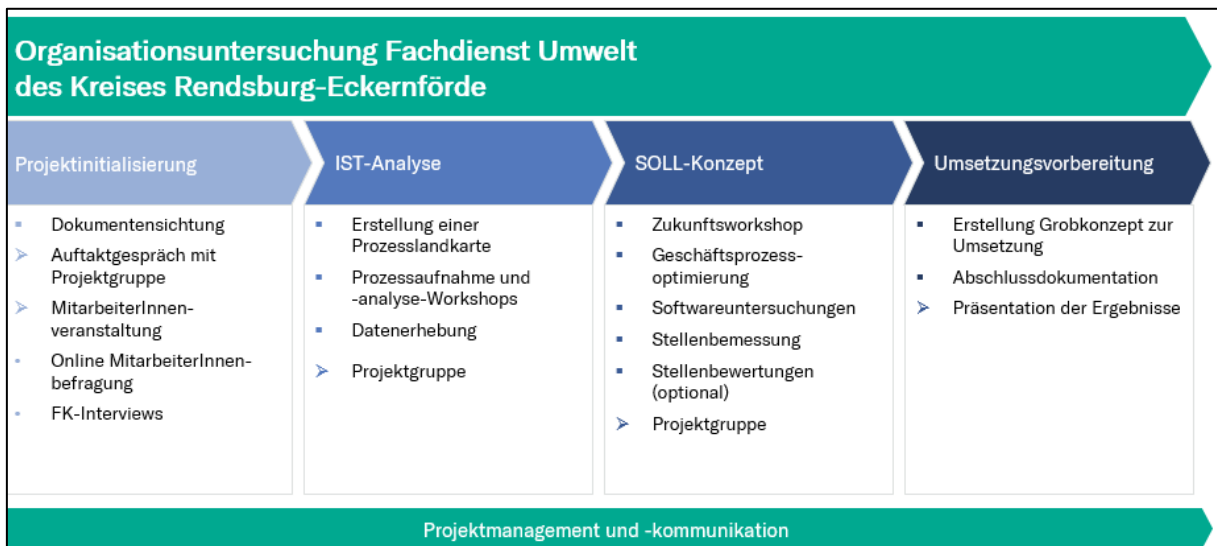 Organisationsuntersuchung Fachdienst Umwelt
des Kreises Rendsburg-Eckernförde
Projektinitialisierung
IST-Analyse
SOLL-Konzept
Umsetzungsvorbereitung
▪ Dokumentensichtung
➢ Auftaktgespräch mit
Projektgruppe
➢ MitarbeiterInnen-
veranstaltung
▪ Online MitarbeiterInnen-
befragung
▪ FK-Interviews
▪ Erstellung einer
Prozesslandkarte
▪ Prozessaufnahme und
-analyse-Workshops
▪ Datenerhebung
➢ Projektgruppe
▪ Zukunftsworkshop
▪ Geschäftsprozess-
optimierung
▪ Softwareuntersuchungen
▪ Stellenbemessung
▪ Stellenbewertungen
(optional)
➢ Projektgruppe
▪ Erstellung Grobkonzept zur
Umsetzung
▪ Abschlussdokumentation
➢ Präsentation der Ergebnisse
Projektmanagement und -kommunikation